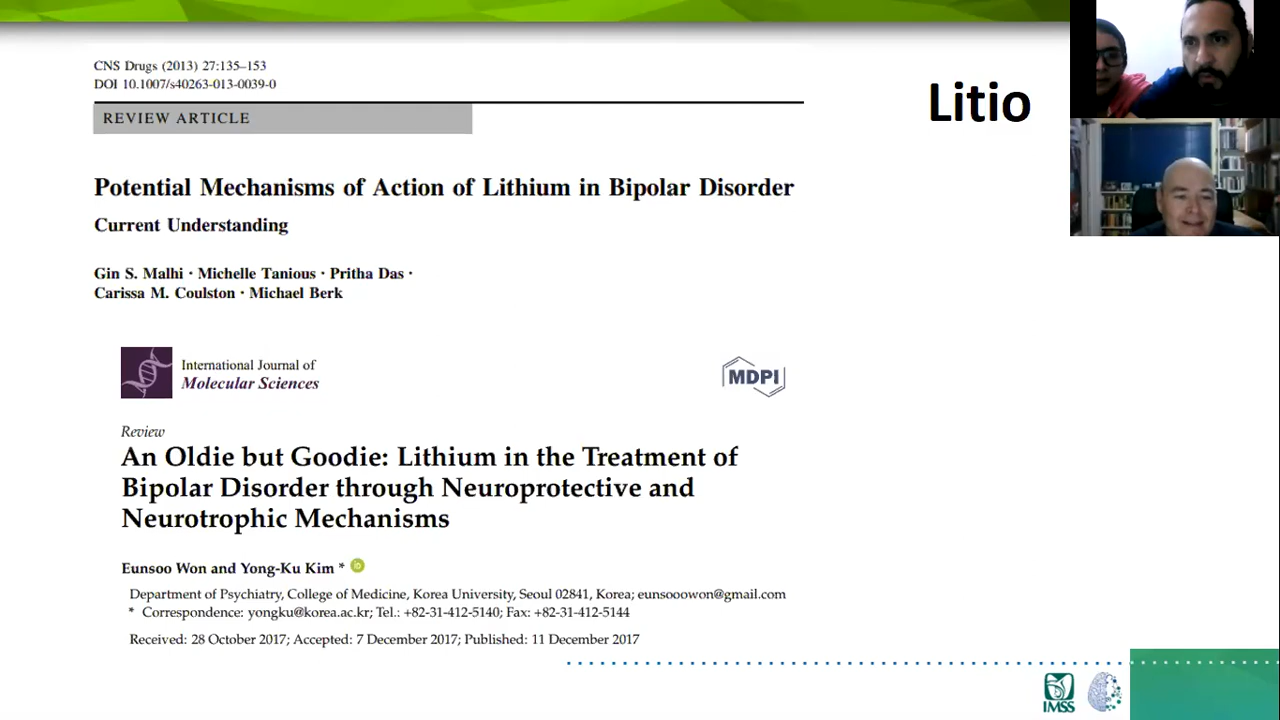 CNS Drugs (2013) 27:135–153
DOI 10.1007/s40263-013-0039-0
REVIEW ARTICLE
Litio
Potential Mechanisms of Action of Lithium in Bipolar Disorder
Current Understanding
Gin S. Malhi · Michelle Tanious · Pritha Das ·
Carissa M. Coulston · Michael Berk
International Journal of
Molecular Sciences
MDPI
Review
An Oldie but Goodie: Lithium in the Treatment of
Bipolar Disorder through Neuroprotective and
Neurotrophic Mechanisms
Eunsoo Won and Yong-Ku Kim * iD
Department of Psychiatry, College of Medicine, Korea University, Seoul 02841, Korea; eunsooowon@gmail.com
* Correspondence: yongku@korea.ac.kr; Tel.: +82-31-412-5140; Fax: +82-31-412-5144
Received: 28 October 2017; Accepted: 7 December 2017; Published: 11 December 2017
IMSS